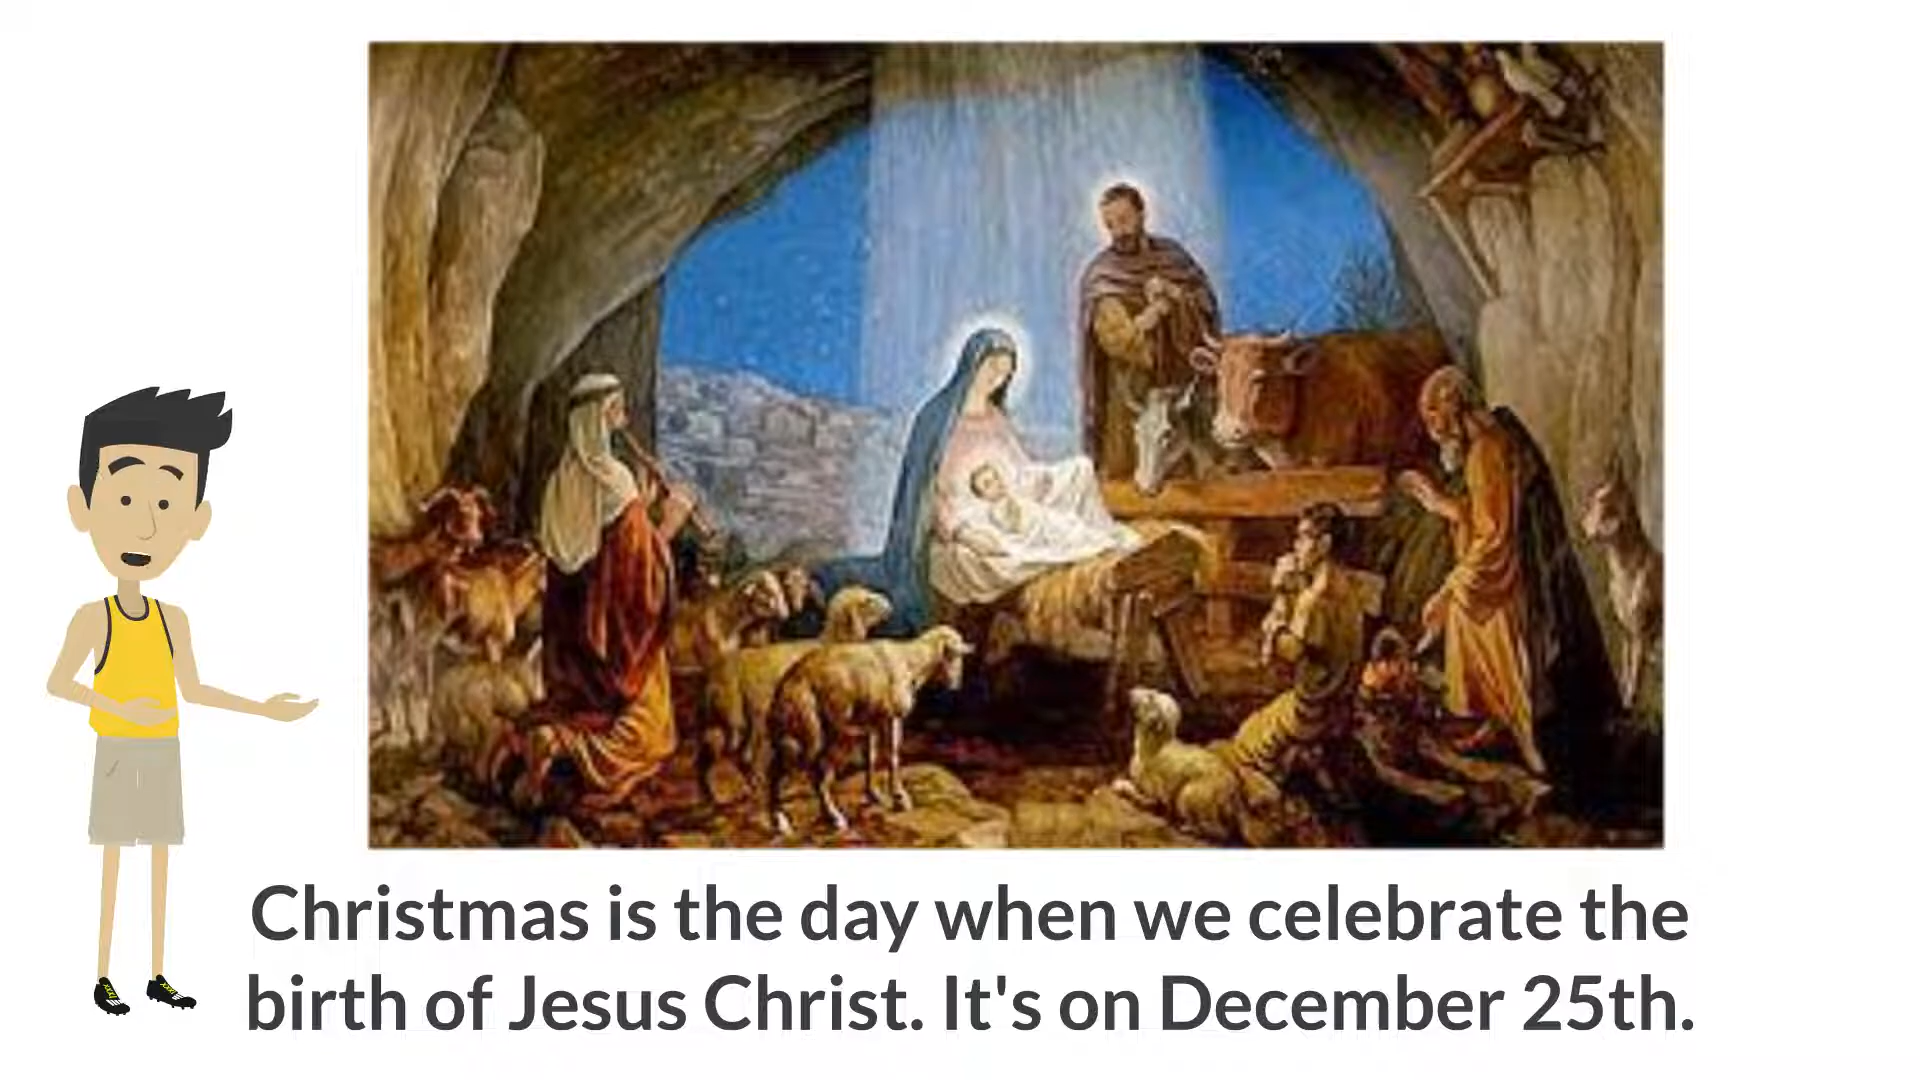 Christmas is the day when we celebrate the
birth of Jesus Christ. It's on December 25th.